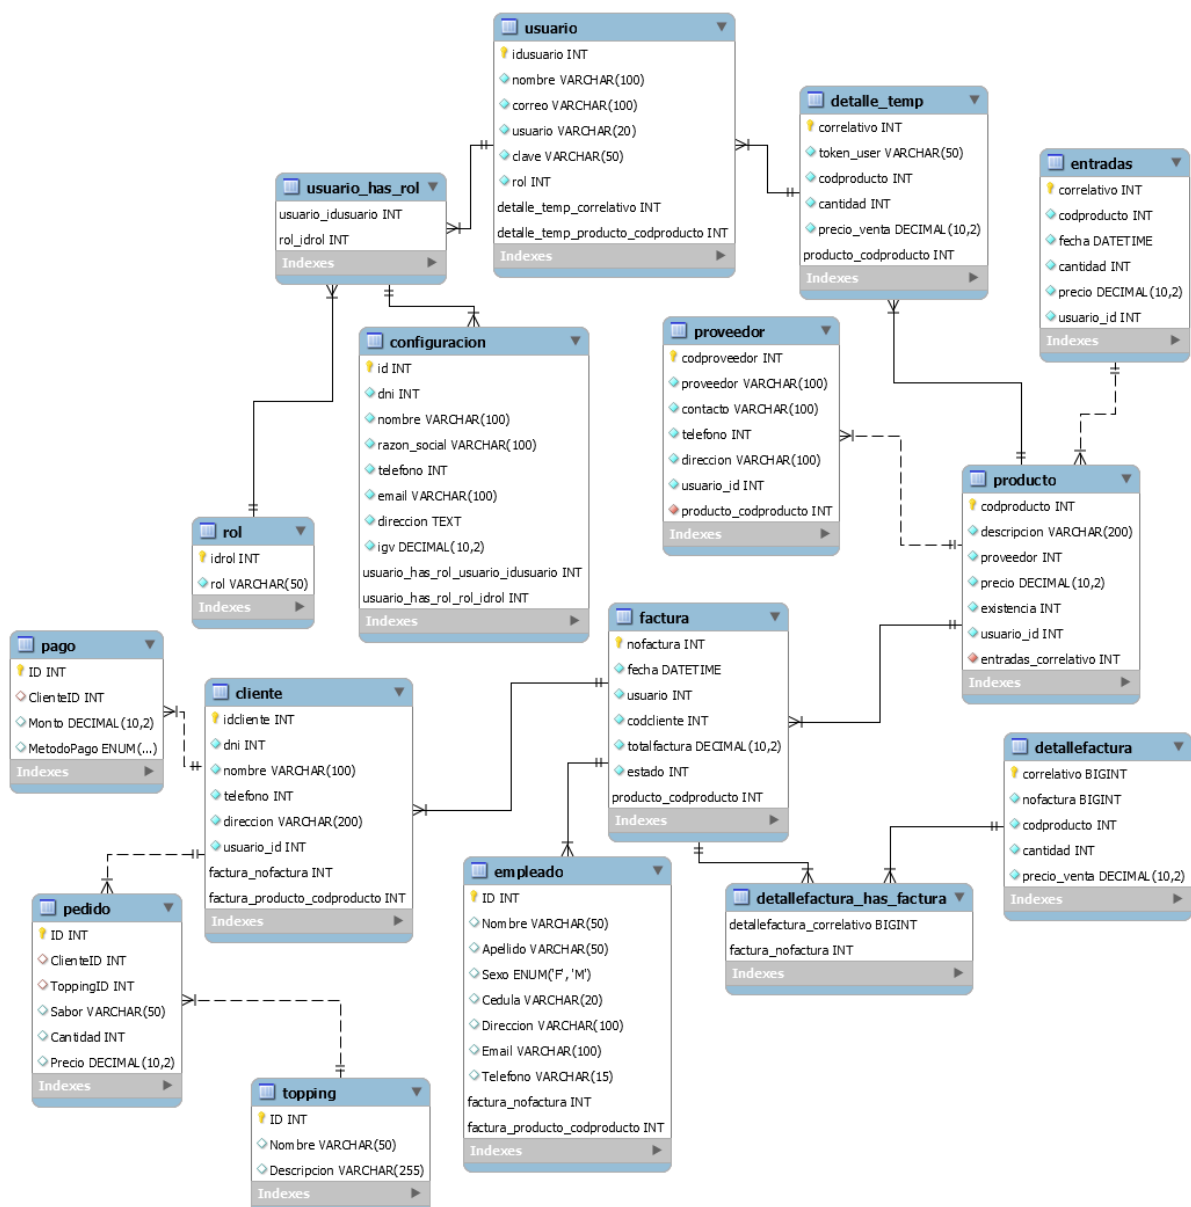 usuario
idusuario INT
nombre VARCHAR(100)
correo VARCHAR(100)
usuario VARCHAR(20)
clave VARCHAR(50)
rol INT
detalle_temp_correlativo INT
detalle_temp_producto_codproducto INT
Indexes
detalle_temp
correlativo INT
token_user VARCHAR(50)
codproducto INT
cantidad INT
precio_venta DECIMAL(10,2)
producto_codproducto INT
Indexes
entradas
correlativo INT
codproducto INT
fecha DATETIME
cantidad INT
precio DECIMAL(10,2)
usuario_id INT
Indexes
usuario_has_rol
usuario_idusuario INT
rol_idrol INT
Indexes
configuracion
id INT
dni INT
nombre VARCHAR(100)
razon_social VARCHAR(100)
telefono INT
email VARCHAR(100)
direccion TEXT
igv DECIMAL(10,2)
usuario_has_rol_usuario_idusuario INT
usuario_has_rol_rol_idrol INT
Indexes
proveedor
codproveedor INT
proveedor VARCHAR(100)
contacto VARCHAR(100)
telefono INT
direccion VARCHAR(100)
usuario_id INT
producto_codproducto INT
Indexes
producto
codproducto INT
descripcion VARCHAR(200)
proveedor INT
precio DECIMAL(10,2)
existencia INT
usuario_id INT
entradas_correlativo INT
Indexes
rol
idrol INT
rol VARCHAR(50)
Indexes
factura
nofactura INT
fecha DATETIME
usuario INT
codcliente INT
totalfactura DECIMAL(10,2)
estado INT
producto_codproducto INT
Indexes
pago
ID INT
ClienteID INT
Monto DECIMAL(10,2)
MetodoPago ENUM(...)
Indexes
cliente
idcliente INT
dni INT
nombre VARCHAR(100)
telefono INT
direccion VARCHAR(200)
usuario_id INT
factura_nofactura INT
factura_producto_codproducto INT
Indexes
detallefactura
correlativo BIGINT
nofactura BIGINT
codproducto INT
cantidad INT
precio_venta DECIMAL(10,2)
Indexes
empleado
ID INT
Nombre VARCHAR(50)
Apellido VARCHAR(50)
Sexo ENUM('F', 'M')
Cedula VARCHAR(20)
Direccion VARCHAR(100)
Email VARCHAR(100)
Telefono VARCHAR(15)
factura_nofactura INT
factura_producto_codproducto INT
Indexes
detallefactura_has_factura
detallefactura_correlativo BIGINT
factura_nofactura INT
Indexes
pedido
ID INT
ClienteID INT
ToppingID INT
Sabor VARCHAR(50)
Cantidad INT
Precio DECIMAL(10,2)
Indexes
topping
ID INT
Nombre VARCHAR(50)
Descripcion VARCHAR(255)
Indexes